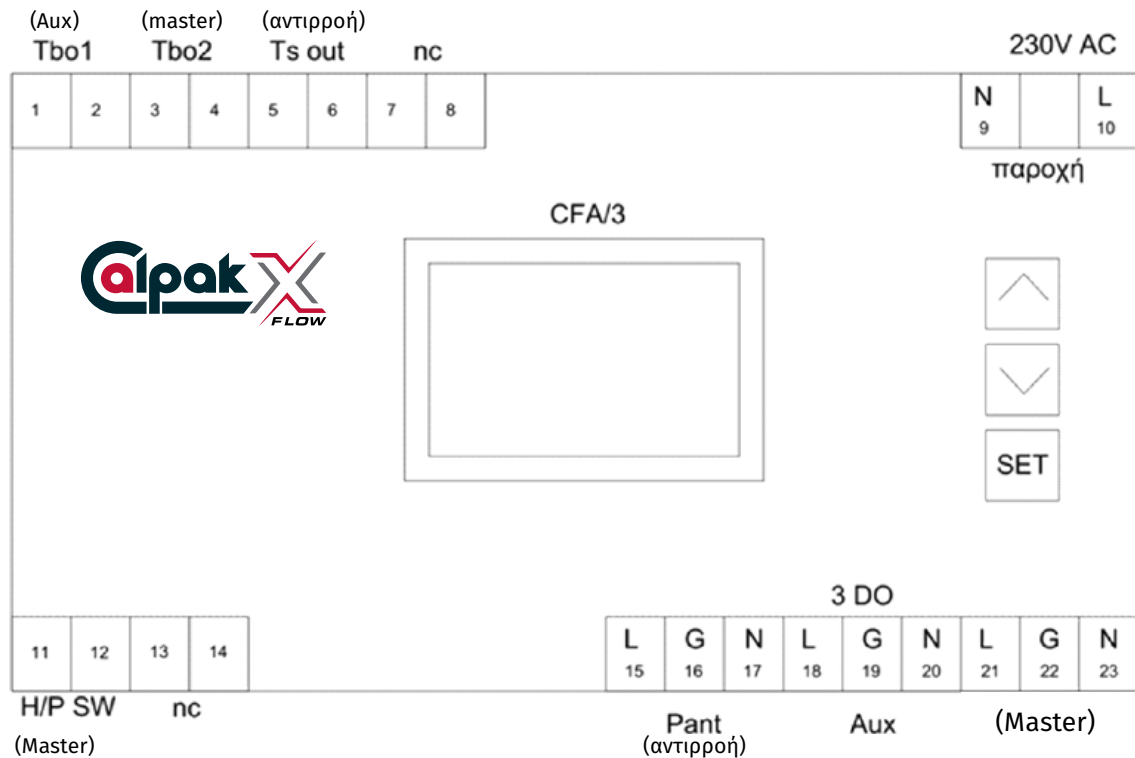 (Aux) (master) (αντιρροή)
Tbo1 Tbo2 Ts out nc 230V AC
1 2 3 4 5 6 7 8 N L
9 10
παροχή
CFA/3
Calpak X
FLOW
SET
3 DO
11 12 13 14 L G N L G N L G N
15 16 17 18 19 20 21 22 23
H/P SW nc Pant Aux (Master)
(Master) (αντιρροή)